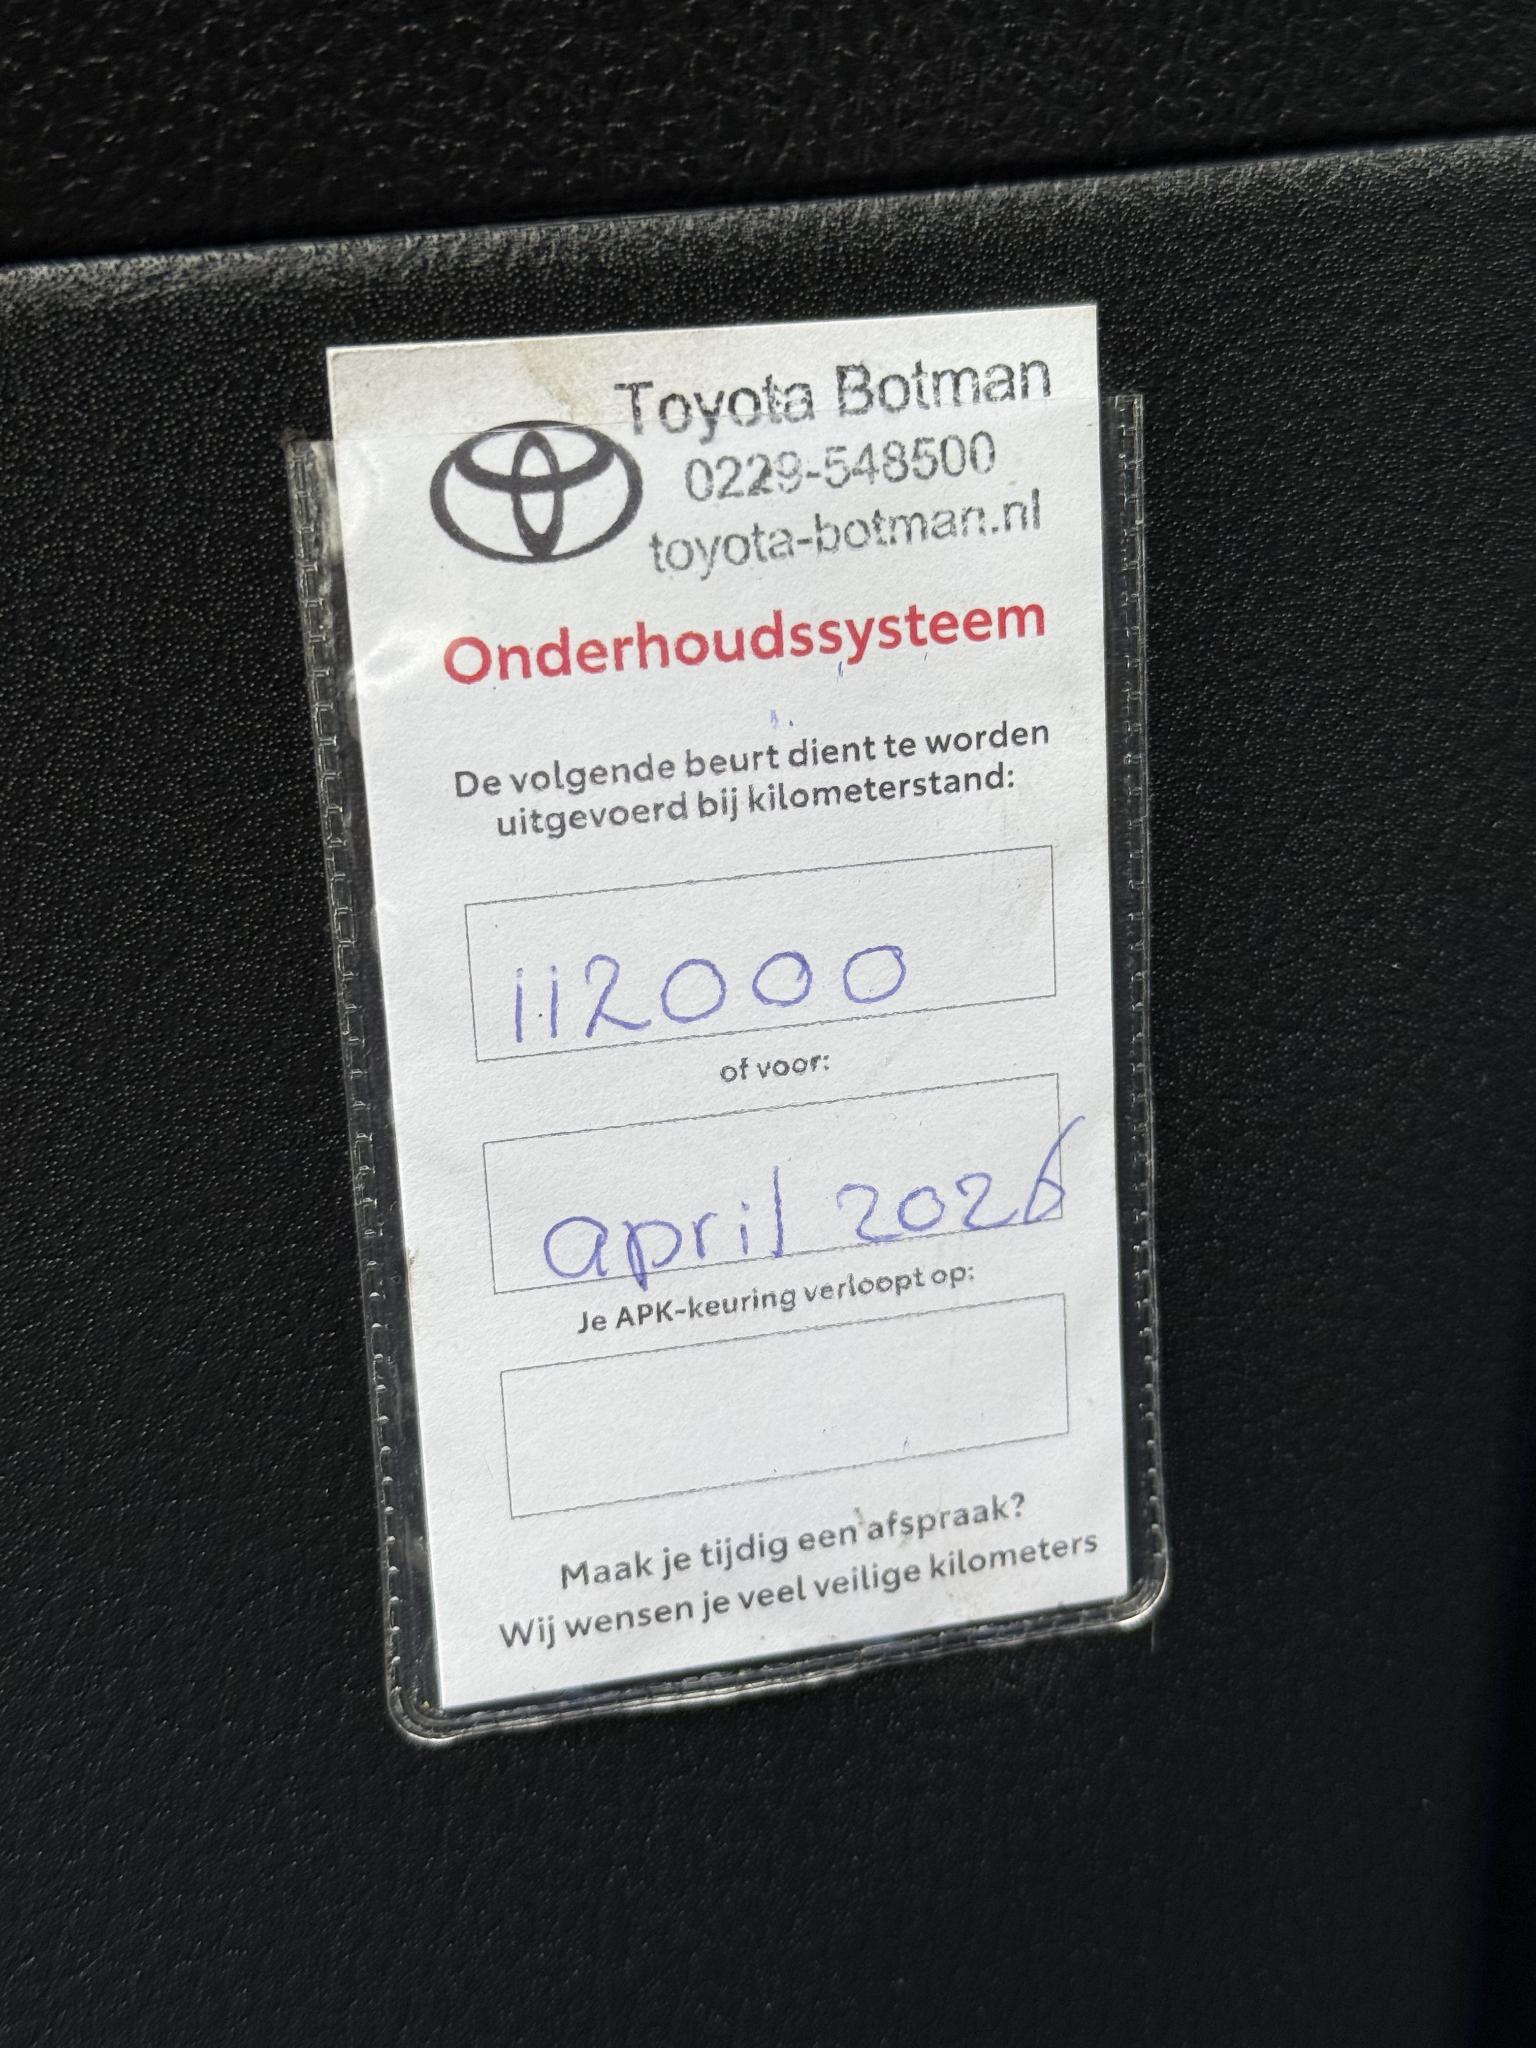 Toyota Botman
0229-548500
toyota-botman.nl
Onderhoudssysteem
De volgende beurt dient te worden
uitgevoerd bij kilometerstand:
112000
of voor:
april 2026
Je APK-keuring verloopt op:
Maak je tijdig een afspraak?
Wij wensen je veel veilige kilometers